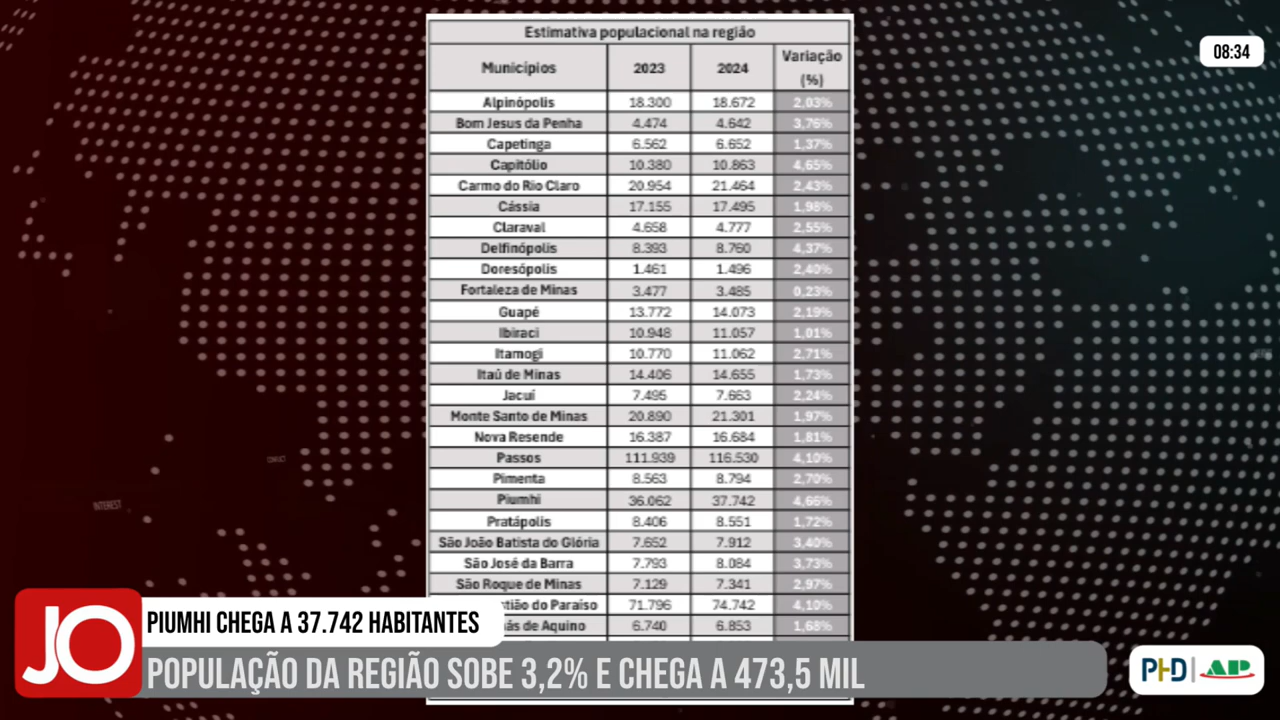 Estimativa populacional na região
Municípios 2023 2024 Variação (%)
Alpinópolis 18.300 18.672 2,03%
Bom Jesus da Penha 4.474 4.642 3,76%
Capetinga 6.562 6.652 1,37%
Capitólio 10.380 10.863 4,65%
Carmo do Rio Claro 20.954 21.464 2,43%
Cássia 17.155 17.495 1,98%
Claraval 4.658 4.777 2,55%
Delfinópolis 8.393 8.760 4,37%
Doresópolis 1.461 1.496 2,40%
Fortaleza de Minas 3.477 3.485 0,23%
Guapé 13.772 14.073 2,19%
Ibiraci 10.948 11.057 1,01%
Itamogi 10.770 11.062 2,71%
Itaú de Minas 14.406 14.655 1,73%
Jacuí 7.495 7.663 2,24%
Monte Santo de Minas 20.890 21.301 1,97%
Nova Resende 16.387 16.684 1,81%
Passos 111.939 116.530 4,10%
Pimenta 8.563 8.794 2,70%
Piumhi 36.062 37.742 4,66%
Pratápolis 8.406 8.551 1,72%
São João Batista do Glória 7.652 7.912 3,40%
São José da Barra 7.793 8.084 3,73%
São Roque de Minas 7.129 7.341 2,97%
tião do Paraíso 71.796 74.742 4,10%
ás de Aquino 6.740 6.853 1,68%
08:34
JO
PIUMHI CHEGA A 37.742 HABITANTES
POPULAÇÃO DA REGIÃO SOBE 3,2% E CHEGA A 473,5 MIL
PHD | AP
INTEREST